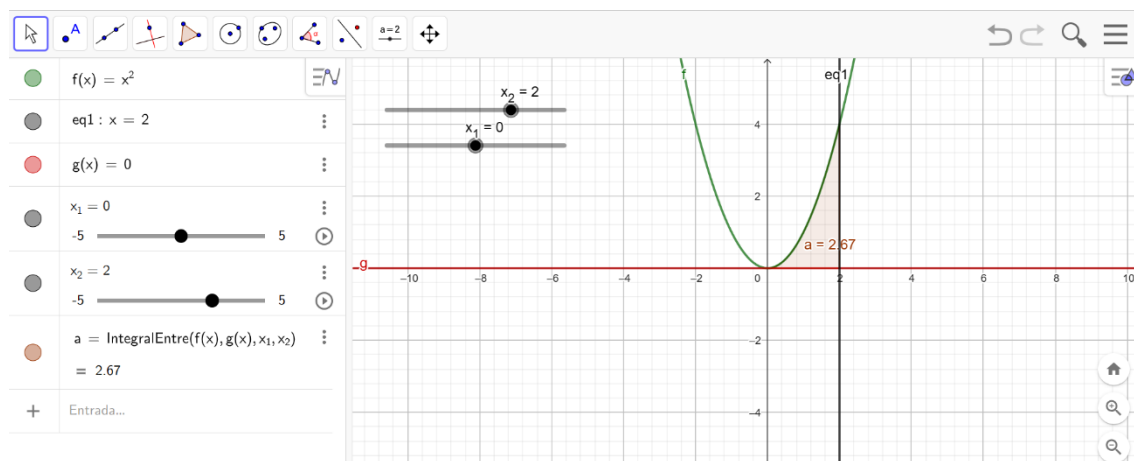 A
α
a=2
f(x) = x²
eq1 : x = 2
g(x) = 0
x₁ = 0
-5 5
x₂ = 2
-5 5
a = IntegralEntre(f(x), g(x), x₁, x₂)
= 2.67
+ Entrada...
x₂ = 2
x₁ = 0
f
eq1
g
a = 2.67
4
2
−10 −8 −6 −4 −2 0 2 4 6 8 10
−2
−4